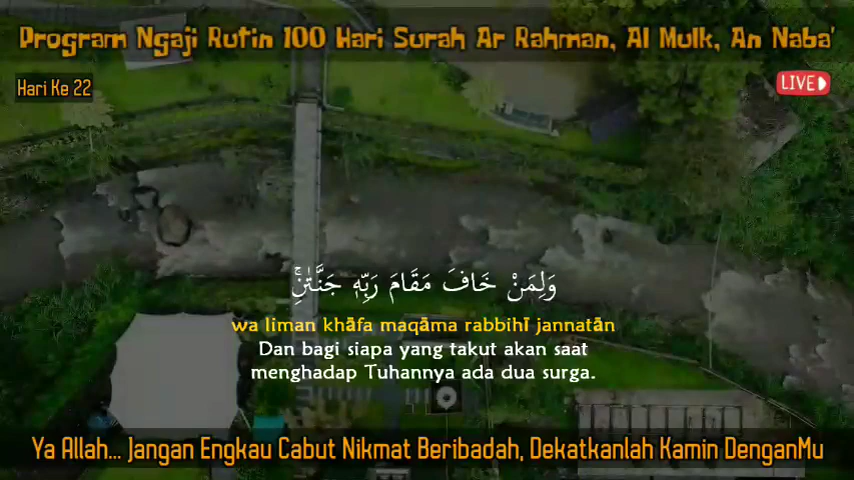 Program Ngaji Rutin 100 Hari Surah Ar Rahman, Al Mulk, An Naba'
Hari Ke 22
LIVE
وَلِمَنْ خَافَ مَقَامَ رَبِّهٖ جَنَّتٰنِۚ
wa liman khāfa maqāma rabbihī jannatān
Dan bagi siapa yang takut akan saat
menghadap Tuhannya ada dua surga.
Ya Allah... Jangan Engkau Cabut Nikmat Beribadah, Dekatkanlah Kamin DenganMu